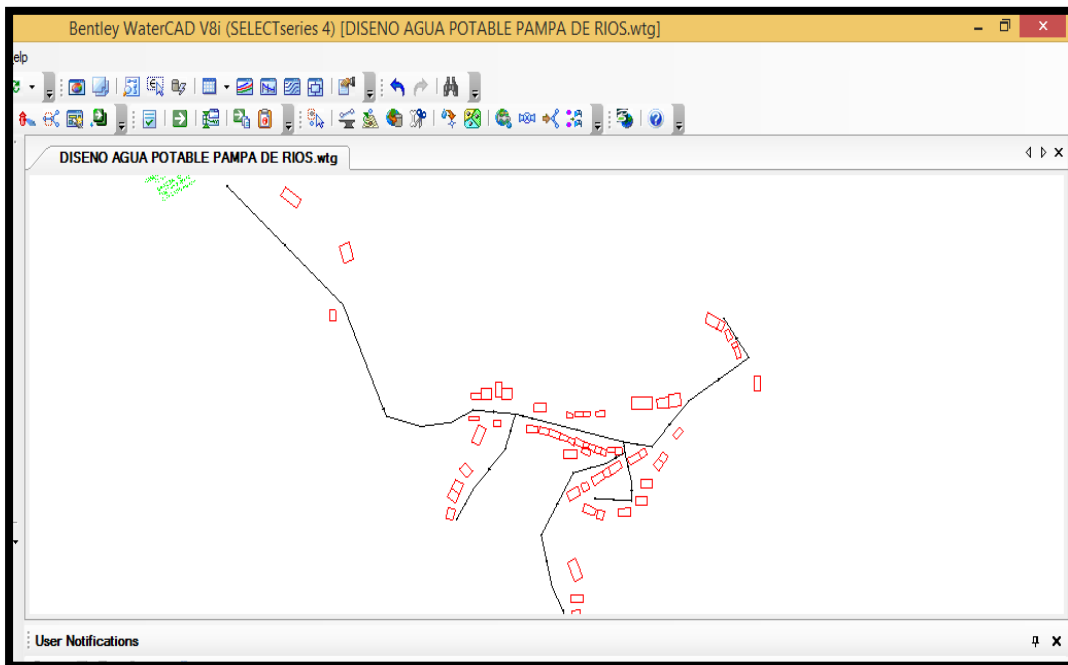 Bentley WaterCAD V8i (SELECTseries 4) [DISENO AGUA POTABLE PAMPA DE RIOS.wtg]
elp
DISENO AGUA POTABLE PAMPA DE RIOS.wtg
User Notifications